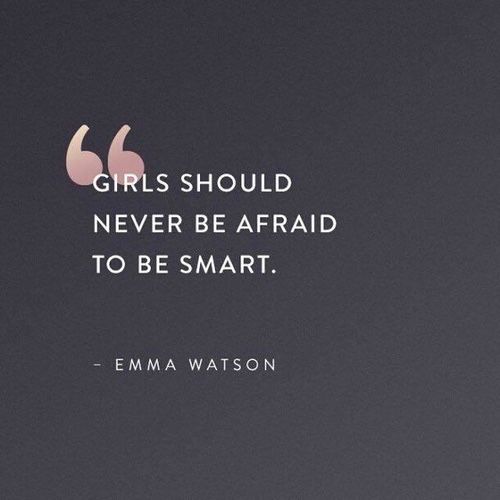 “
GIRLS SHOULD
NEVER BE AFRAID
TO BE SMART.
– EMMA WATSON